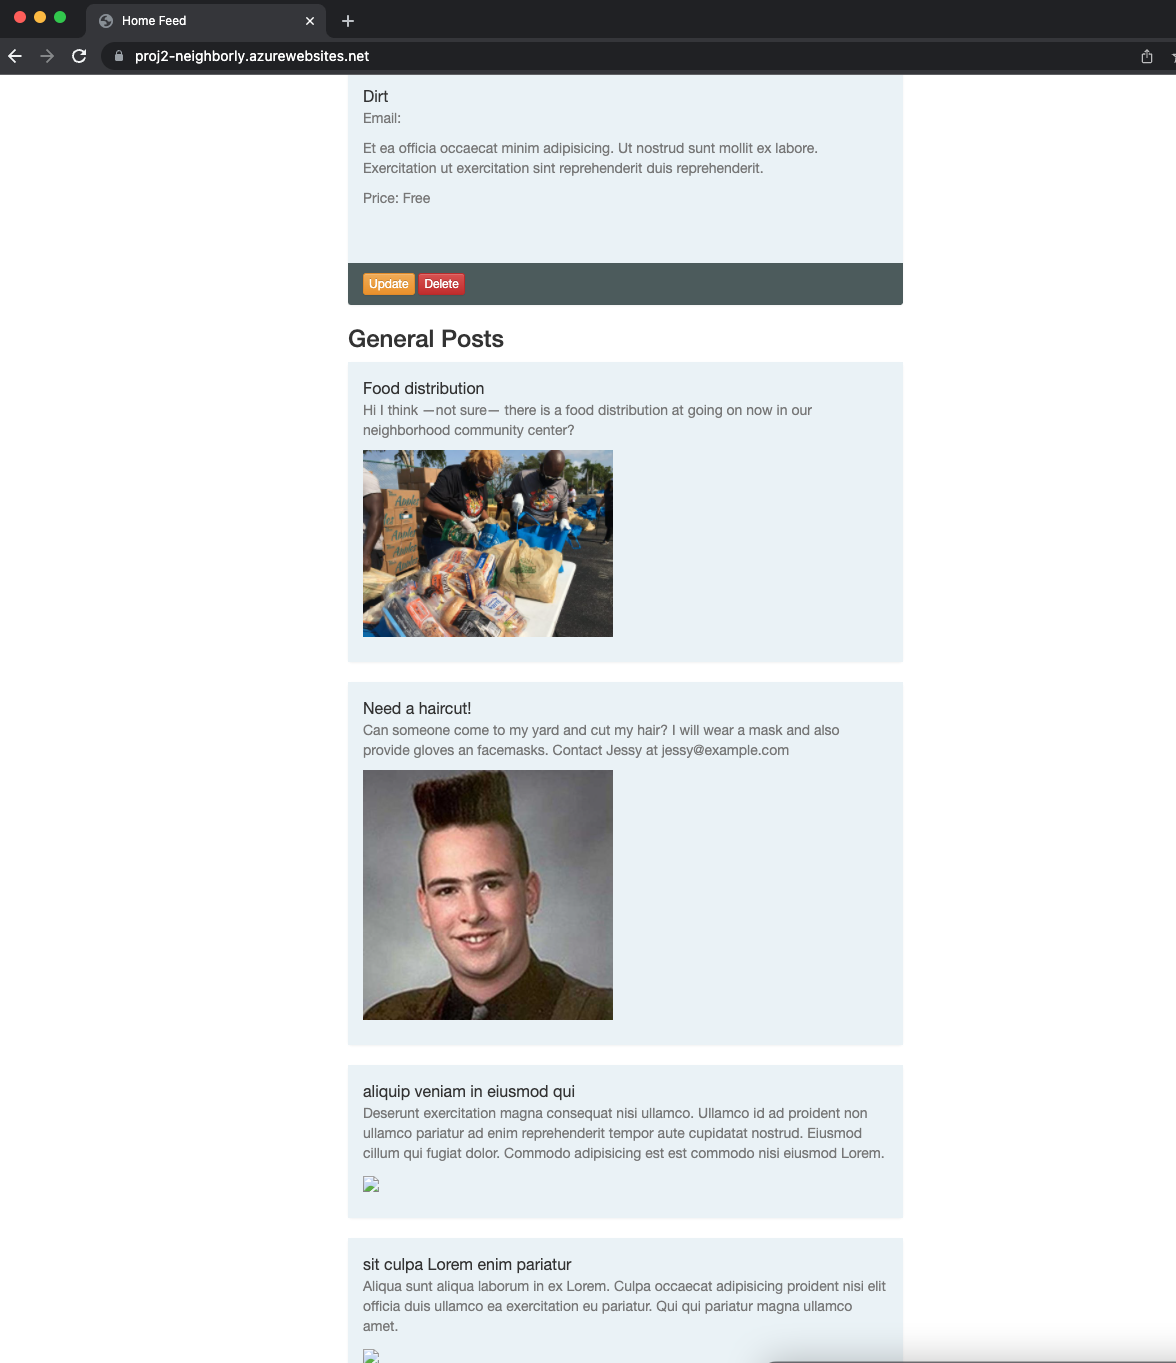 Home Feed
proj2-neighborly.azurewebsites.net
Dirt
Email:
Et ea officia occaecat minim adipisicing. Ut nostrud sunt mollit ex labore.
Exercitation ut exercitation sint reprehenderit duis reprehenderit.
Price: Free
Update Delete
General Posts
Food distribution
Hi I think —not sure— there is a food distribution at going on now in our
neighborhood community center?
Need a haircut!
Can someone come to my yard and cut my hair? I will wear a mask and also
provide gloves an facemasks. Contact Jessy at jessy@example.com
aliquip veniam in eiusmod qui
Deserunt exercitation magna consequat nisi ullamco. Ullamco id ad proident non
ullamco pariatur ad enim reprehenderit tempor aute cupidatat nostrud. Eiusmod
cillum qui fugiat dolor. Commodo adipisicing est est commodo nisi eiusmod Lorem.
sit culpa Lorem enim pariatur
Aliqua sunt aliqua laborum in ex Lorem. Culpa occaecat adipisicing proident nisi elit
officia duis ullamco ea exercitation eu pariatur. Qui qui pariatur magna ullamco
amet.